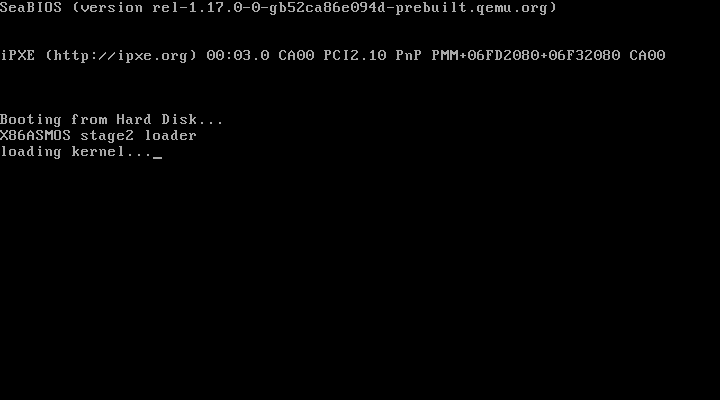 SeaBIOS (version rel-1.17.0-0-gb52ca86e094d-prebuilt.qemu.org)
iPXE (http://ipxe.org) 00:03.0 CA00 PCI2.10 PnP PMM+06FD2080+06F32080 CA00
Booting from Hard Disk...
X86ASMOS stage2 loader
loading kernel..._